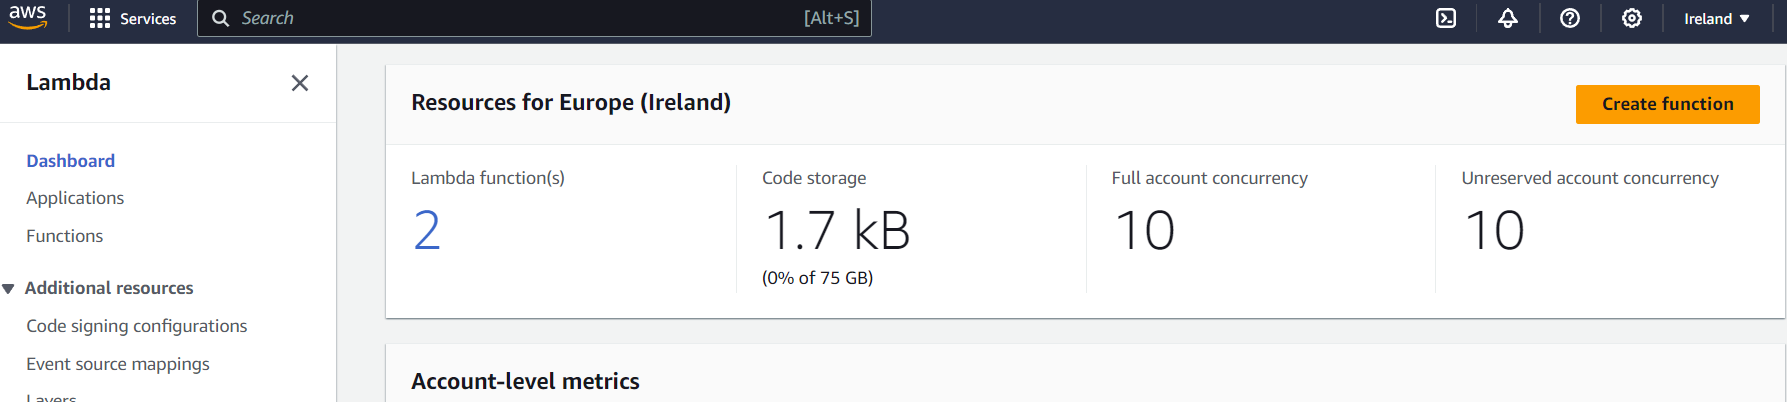 aws
Services
Search
[Alt+S]
Ireland
Lambda
Dashboard
Applications
Functions
Additional resources
Code signing configurations
Event source mappings
Layers
Resources for Europe (Ireland)
Create function
Lambda function(s)
2
Code storage
1.7 kB
(0% of 75 GB)
Full account concurrency
10
Unreserved account concurrency
10
Account-level metrics